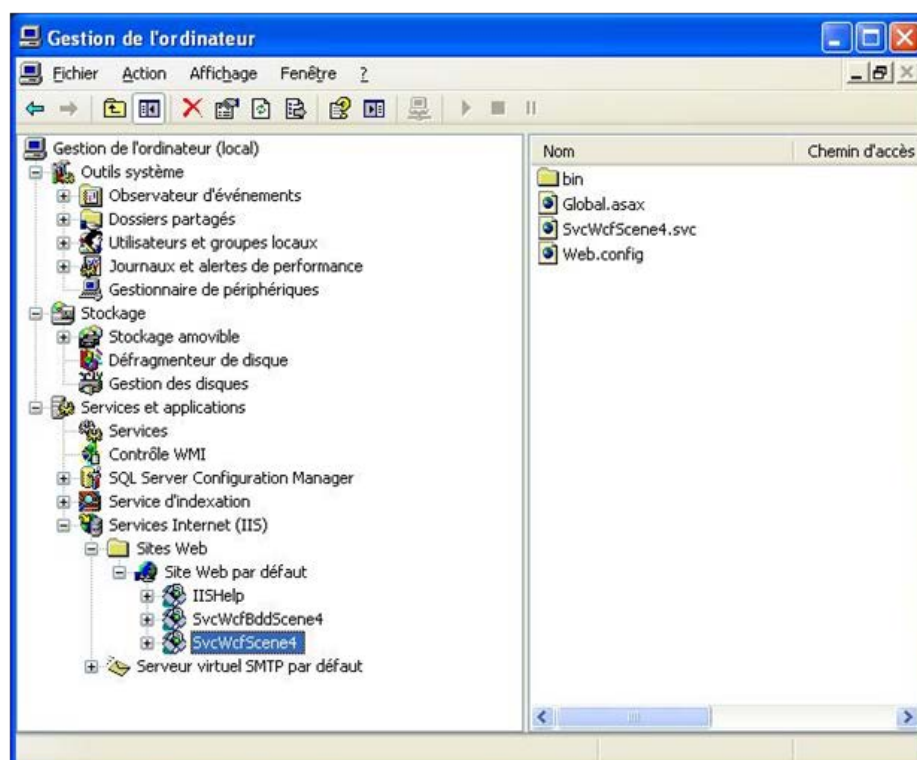 Gestion de l'ordinateur
Fichier Action Affichage Fenêtre ?
Gestion de l'ordinateur (local)
Outils système
Observateur d'événements
Dossiers partagés
Utilisateurs et groupes locaux
Journaux et alertes de performance
Gestionnaire de périphériques
Stockage
Stockage amovible
Défragmenteur de disque
Gestion des disques
Services et applications
Services
Contrôle WMI
SQL Server Configuration Manager
Service d'indexation
Services Internet (IIS)
Sites Web
Site Web par défaut
IISHelp
SvcWcfBddScene4
SvcWcfScene4
Serveur virtuel SMTP par défaut
Nom Chemin d'accès
bin
Global.asax
SvcWcfScene4.svc
Web.config